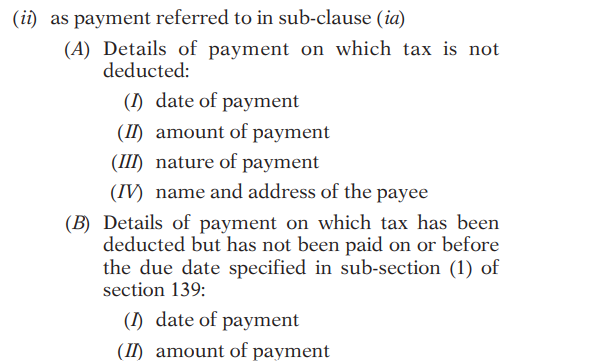 (ii) as payment referred to in sub-clause (ia)
(A) Details of payment on which tax is not
deducted:
(I) date of payment
(II) amount of payment
(III) nature of payment
(IV) name and address of the payee
(B) Details of payment on which tax has been
deducted but has not been paid on or before
the due date specified in sub-section (1) of
section 139:
(I) date of payment
(II) amount of payment